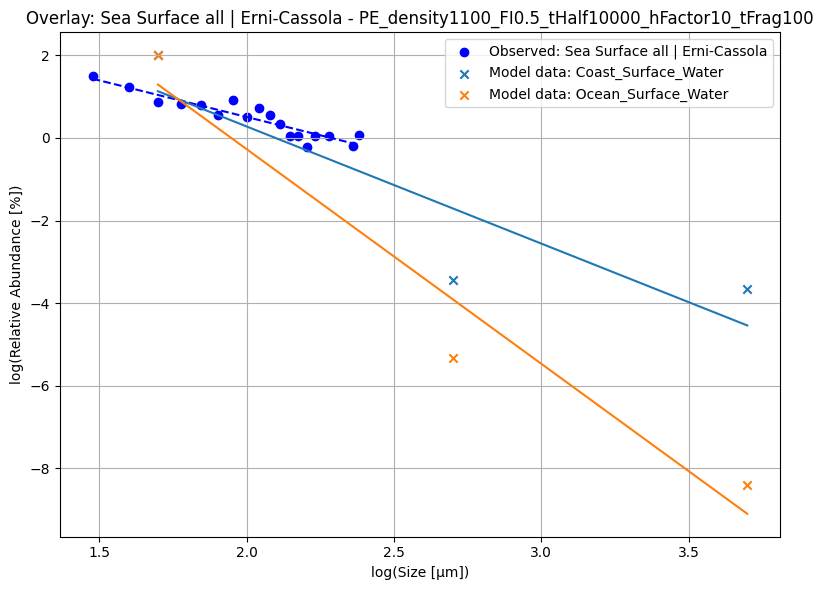 Overlay: Sea Surface all | Erni-Cassola - PE_density1100_FI0.5_tHalf10000_hFactor10_tFrag100
Observed: Sea Surface all | Erni-Cassola
Model data: Coast_Surface_Water
Model data: Ocean_Surface_Water
log(Relative Abundance [%])
2
0
−2
−4
−6
−8
1.5 2.0 2.5 3.0 3.5
log(Size [μm])